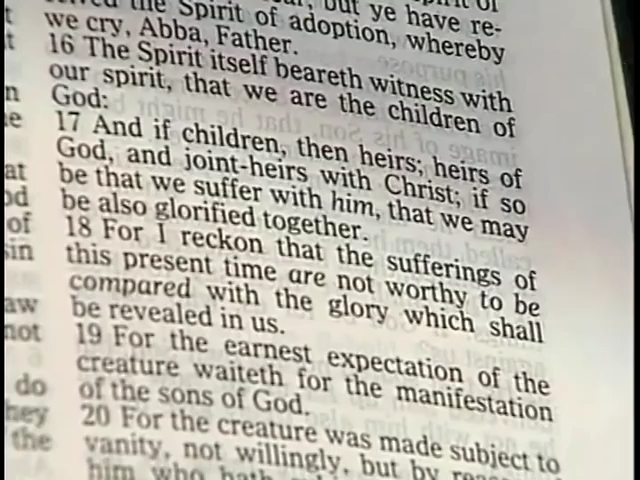 the Spirit of adoption, whereby
we cry, Abba, Father.
16 The Spirit itself beareth witness with
our spirit, that we are the children of
God:
17 And if children, then heirs; heirs of
God, and joint-heirs with Christ; if so
be that we suffer with him, that we may
be also glorified together.
18 For I reckon that the sufferings of
this present time are not worthy to be
compared with the glory which shall
be revealed in us.
19 For the earnest expectation of the
creature waiteth for the manifestation
of the sons of God.
20 For the creature was made subject to
vanity, not willingly, but by
him who hath